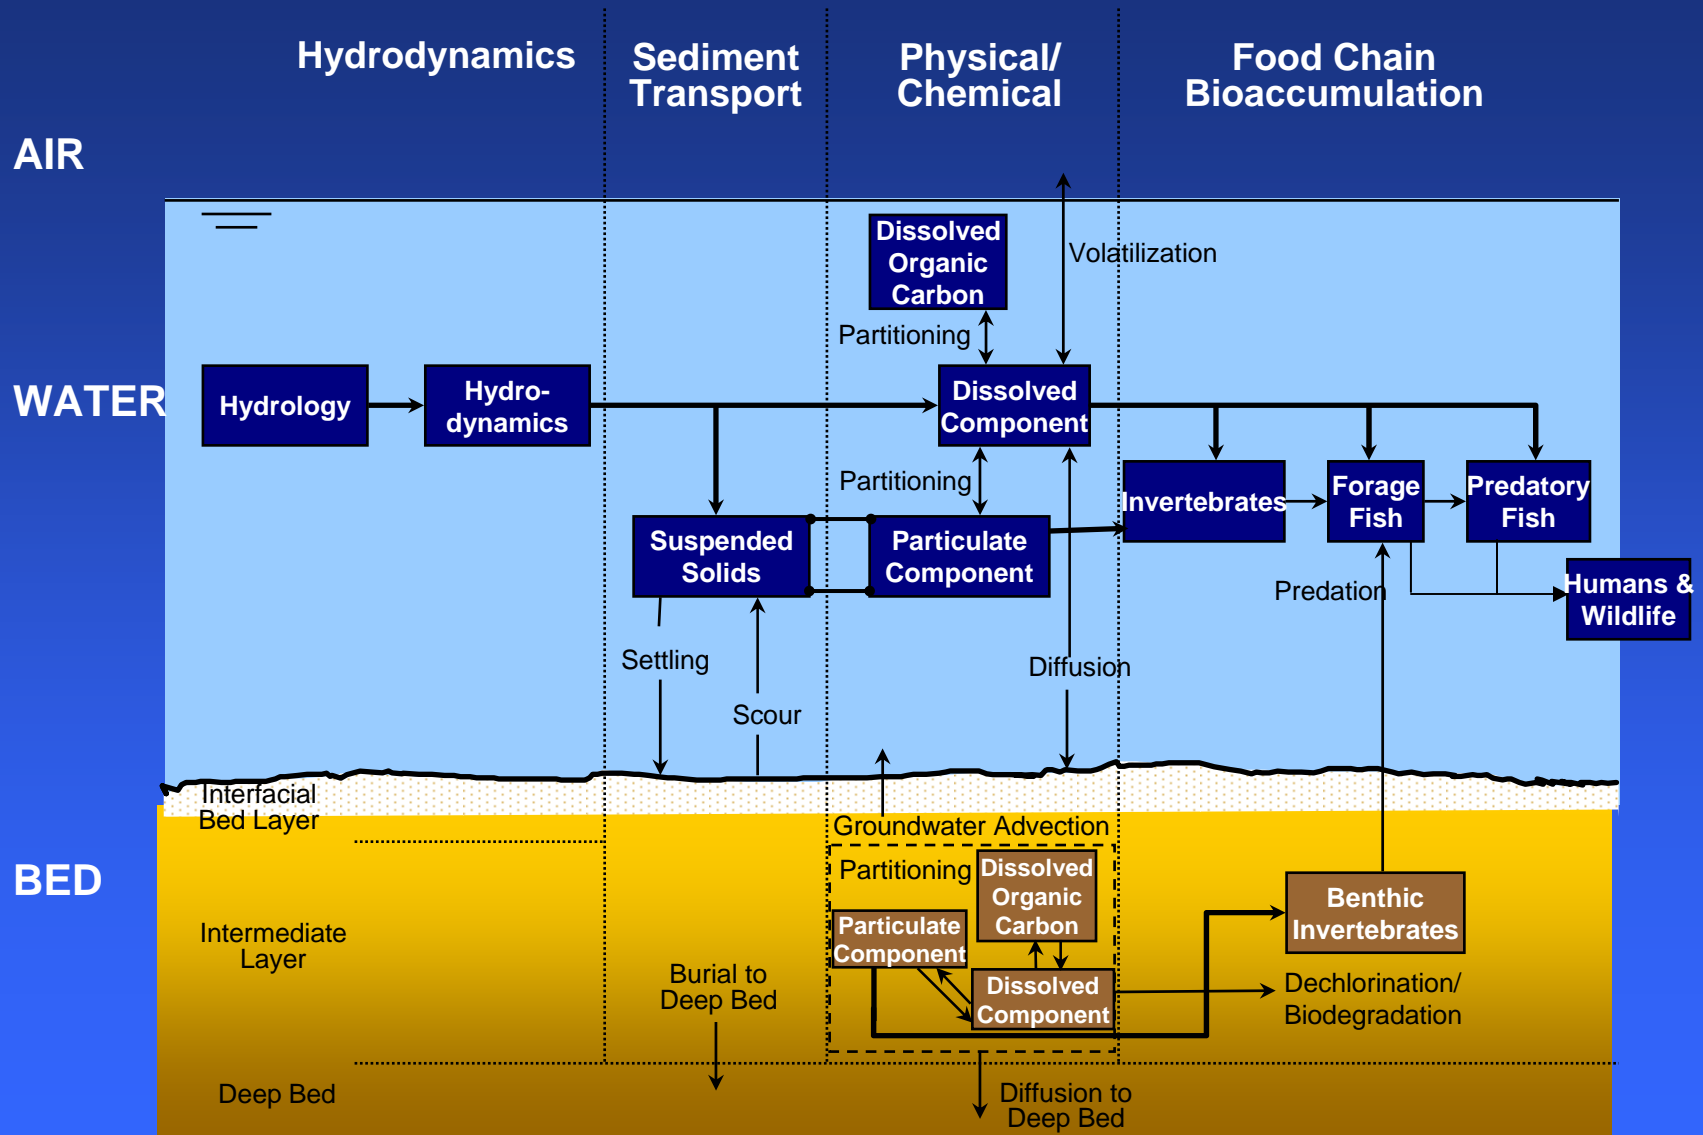 Hydrodynamics
Sediment
Transport
Physical/
Chemical
Food Chain
Bioaccumulation
AIR
Dissolved
Organic
Carbon
Volatilization
Partitioning
WATER
Hydrology
Hydro-
dynamics
Dissolved
Component
Partitioning
Invertebrates
Forage
Fish
Predatory
Fish
Suspended
Solids
Particulate
Component
Predation
Humans &
Wildlife
Settling
Diffusion
Scour
Interfacial
Bed Layer
Groundwater Advection
BED
Partitioning
Dissolved
Organic
Carbon
Benthic
Invertebrates
Particulate
Component
Intermediate
Layer
Burial to
Deep Bed
Dissolved
Component
Dechlorination/
Biodegradation
Deep Bed
Diffusion to
Deep Bed